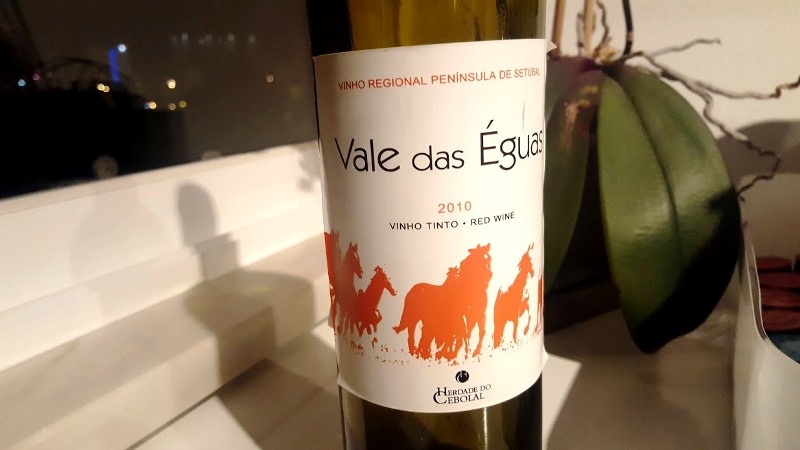 VINHO REGIONAL PENÍNSULA DE SETÚBAL
Vale das Éguas
2010
VINHO TINTO • RED WINE
HERDADE DO
CEBOLAL